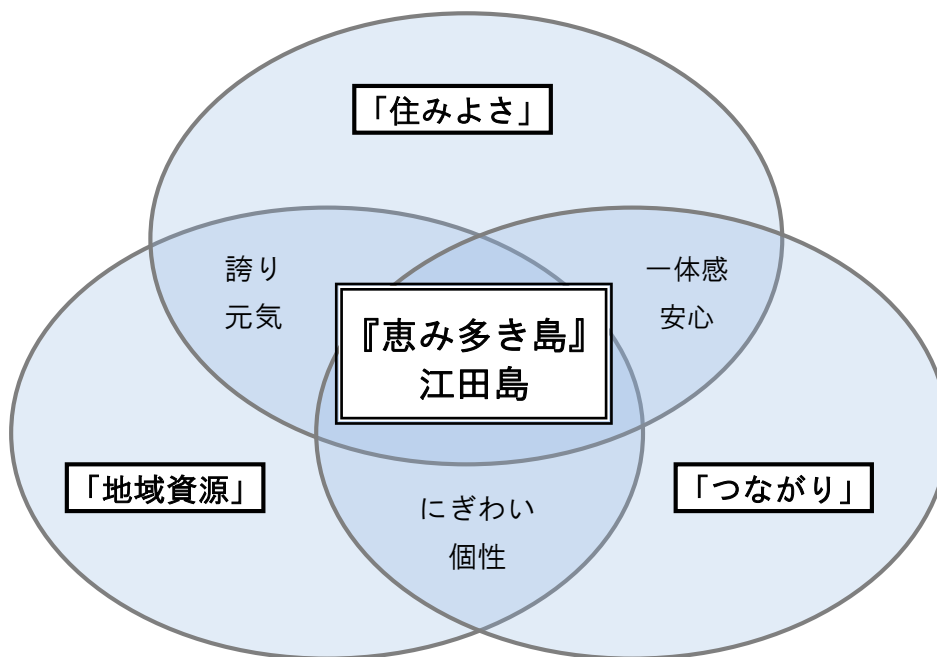 「住みよさ」
誇り
元気
一体感
安心
『恵み多き島』
江田島
「地域資源」
「つながり」
にぎわい
個性